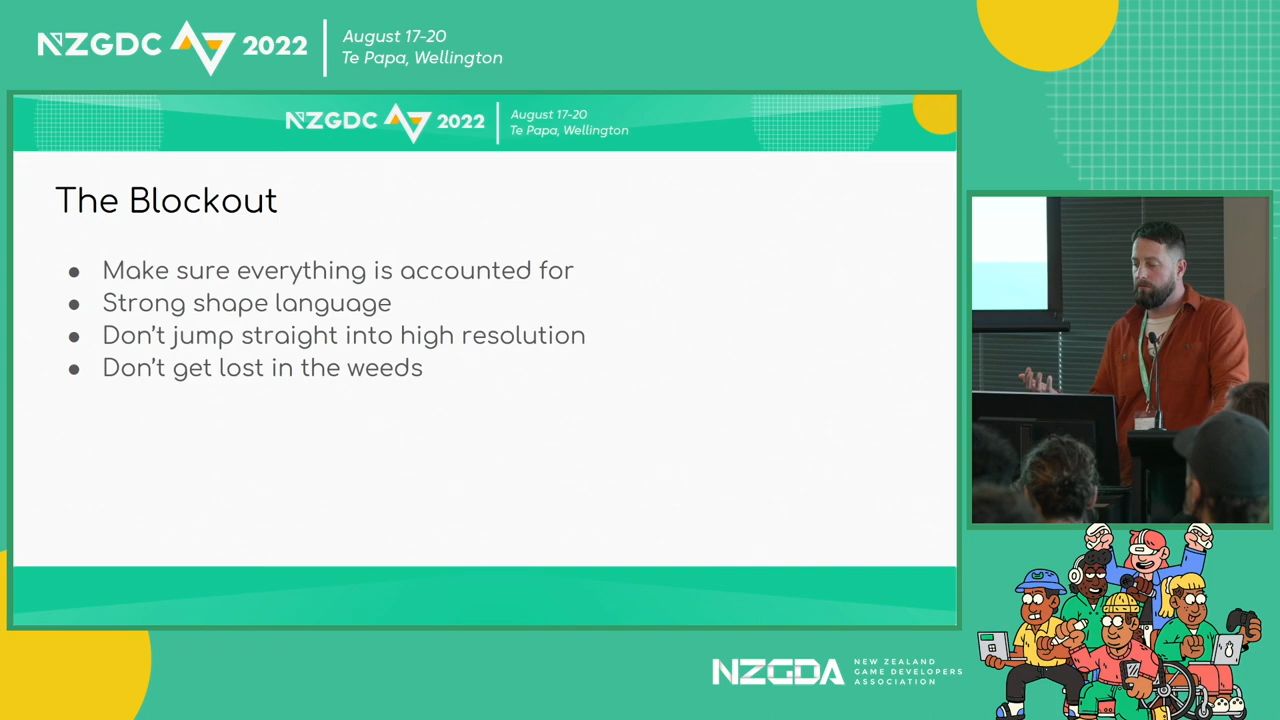 NZGDC 2022
August 17-20
Te Papa, Wellington
NZGDC 2022
August 17-20
Te Papa, Wellington
The Blockout
● Make sure everything is accounted for
● Strong shape language
● Don't jump straight into high resolution
● Don't get lost in the weeds
NZGDA
NEW ZEALAND
GAME DEVELOPERS
ASSOCIATION